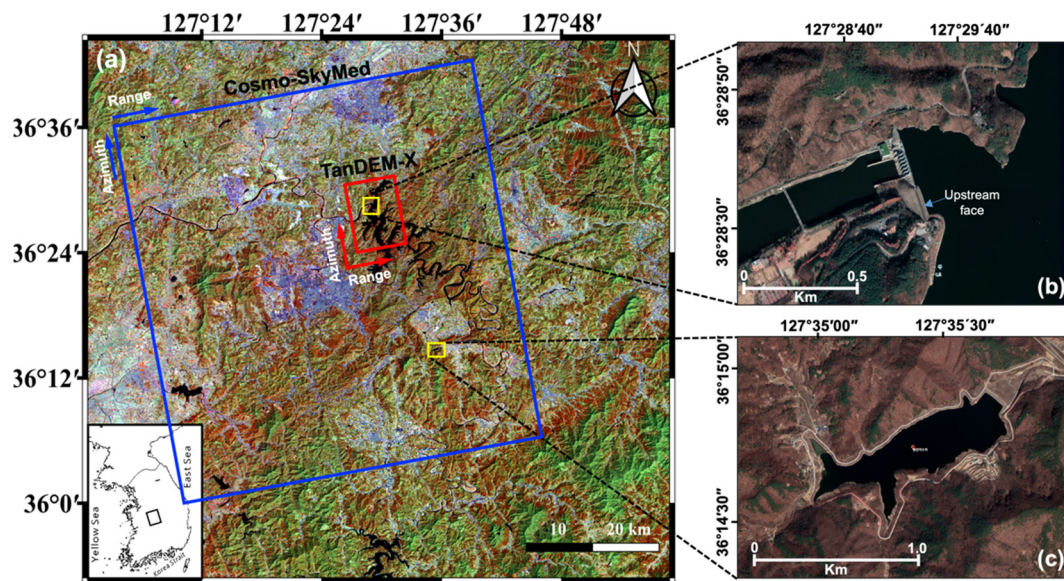 127°12′ 127°24′ 127°36′ 127°48′
(a)
Cosmo-SkyMed
N
Range
Azimuth
36°36′
TanDEM-X
36°24′
Azimuth
Range
36°12′
36°0′
East Sea
Yellow Sea
Korea Strait
10 20 km
127°28′40″ 127°29′40″
36°28′50″
36°28′30″
Upstream
face
0 0.5
Km
(b)
127°35′00″ 127°35′30″
36°15′00″
36°14′30″
0 1.0
Km
(c)